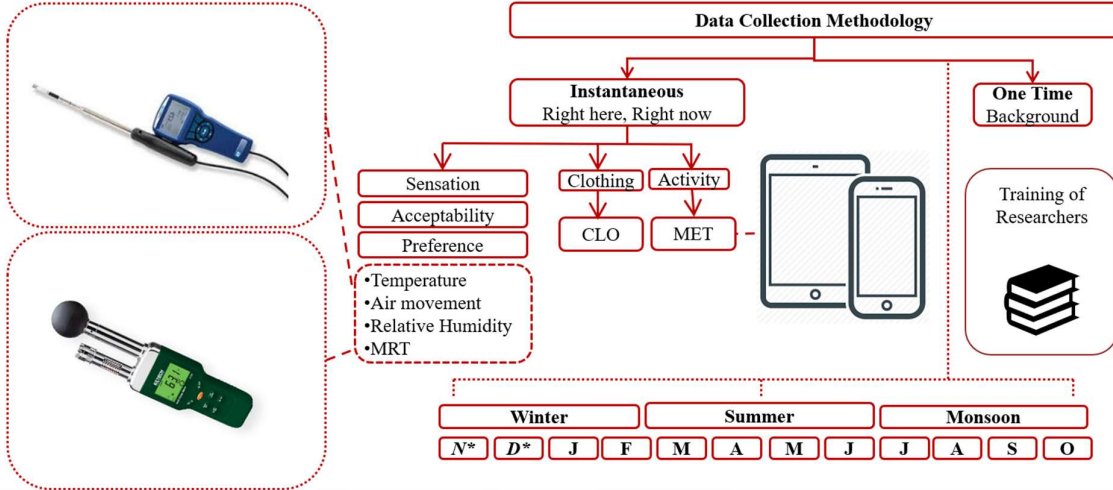 Data Collection Methodology
Instantaneous
Right here, Right now
One Time
Background
Sensation
Clothing
Activity
Acceptability
Preference
CLO
MET
•Temperature
•Air movement
•Relative Humidity
•MRT
Training of
Researchers
Winter
Summer
Monsoon
N* D* J F M A M J J A S O